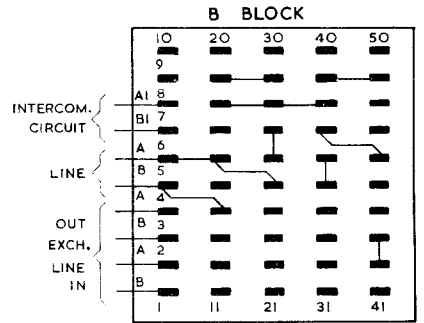 B BLOCK
10 20 30 40 50
9
A1 8
INTERCOM.
CIRCUIT
B1 7
A 6
LINE
B 5
A 4
OUT
B 3
EXCH.
A 2
LINE
IN
B
1 11 21 31 41